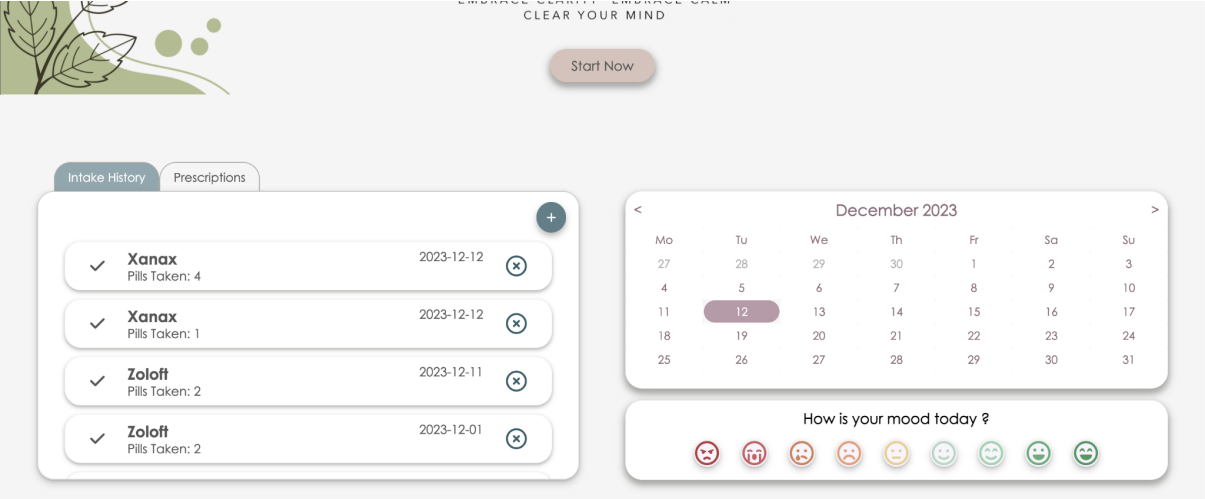 EMBRACE CLARITY EMBRACE CALM
CLEAR YOUR MIND
Start Now
Intake History
Prescriptions
+
Xanax
2023-12-12
Pills Taken: 4
Xanax
2023-12-12
Pills Taken: 1
Zoloft
2023-12-11
Pills Taken: 2
Zoloft
2023-12-01
Pills Taken: 2
< December 2023 >
Mo Tu We Th Fr Sa Su
27 28 29 30 1 2 3
4 5 6 7 8 9 10
11 12 13 14 15 16 17
18 19 20 21 22 23 24
25 26 27 28 29 30 31
How is your mood today ?